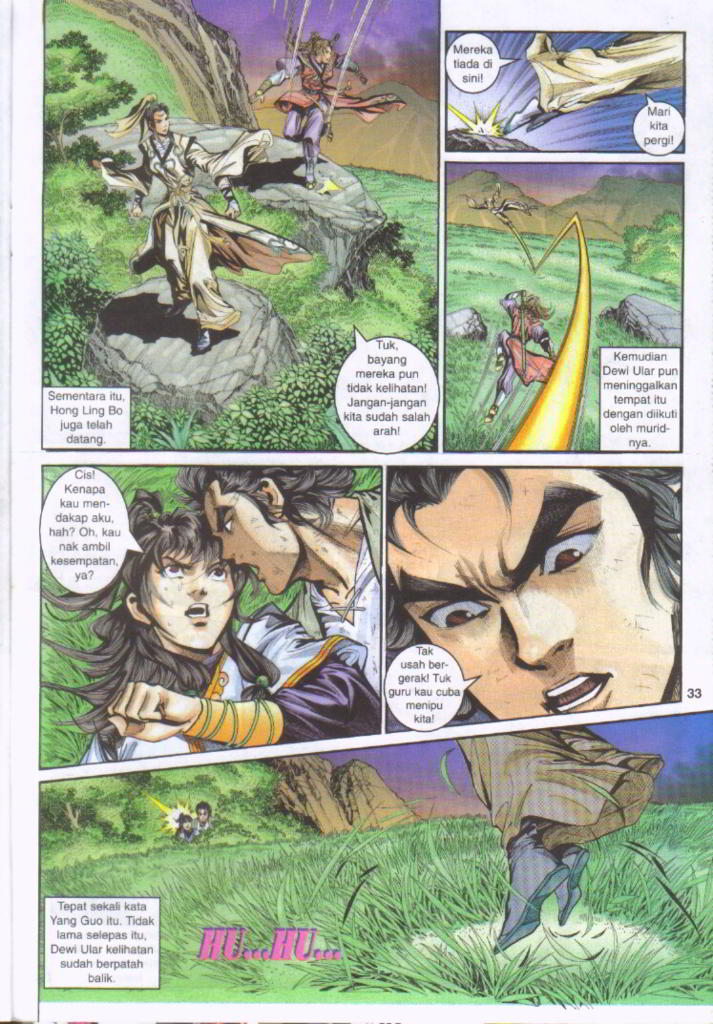 Sementara itu,
Hong Ling Bo
juga telah
datang.
Tuk,
bayang
mereka pun
tidak kelihatan!
Jangan-jangan
kita sudah salah
arah!
Mereka
tiada di
sini!
Mari
kita
pergi!
Kemudian
Dewi Ular pun
meninggalkan
tempat itu
dengan diikuti
oleh murid-
nya.
Cis!
Kenapa
kau men-
dakap aku,
hah? Oh, kau
nak ambil
kesempatan,
ya?
Tak
usah ber-
gerak! Tuk
guru kau cuba
menipu
kita!
33
Tepat sekali kata
Yang Guo itu. Tidak
lama selepas itu,
Dewi Ular kelihatan
sudah berpatah
balik.
HU...HU...